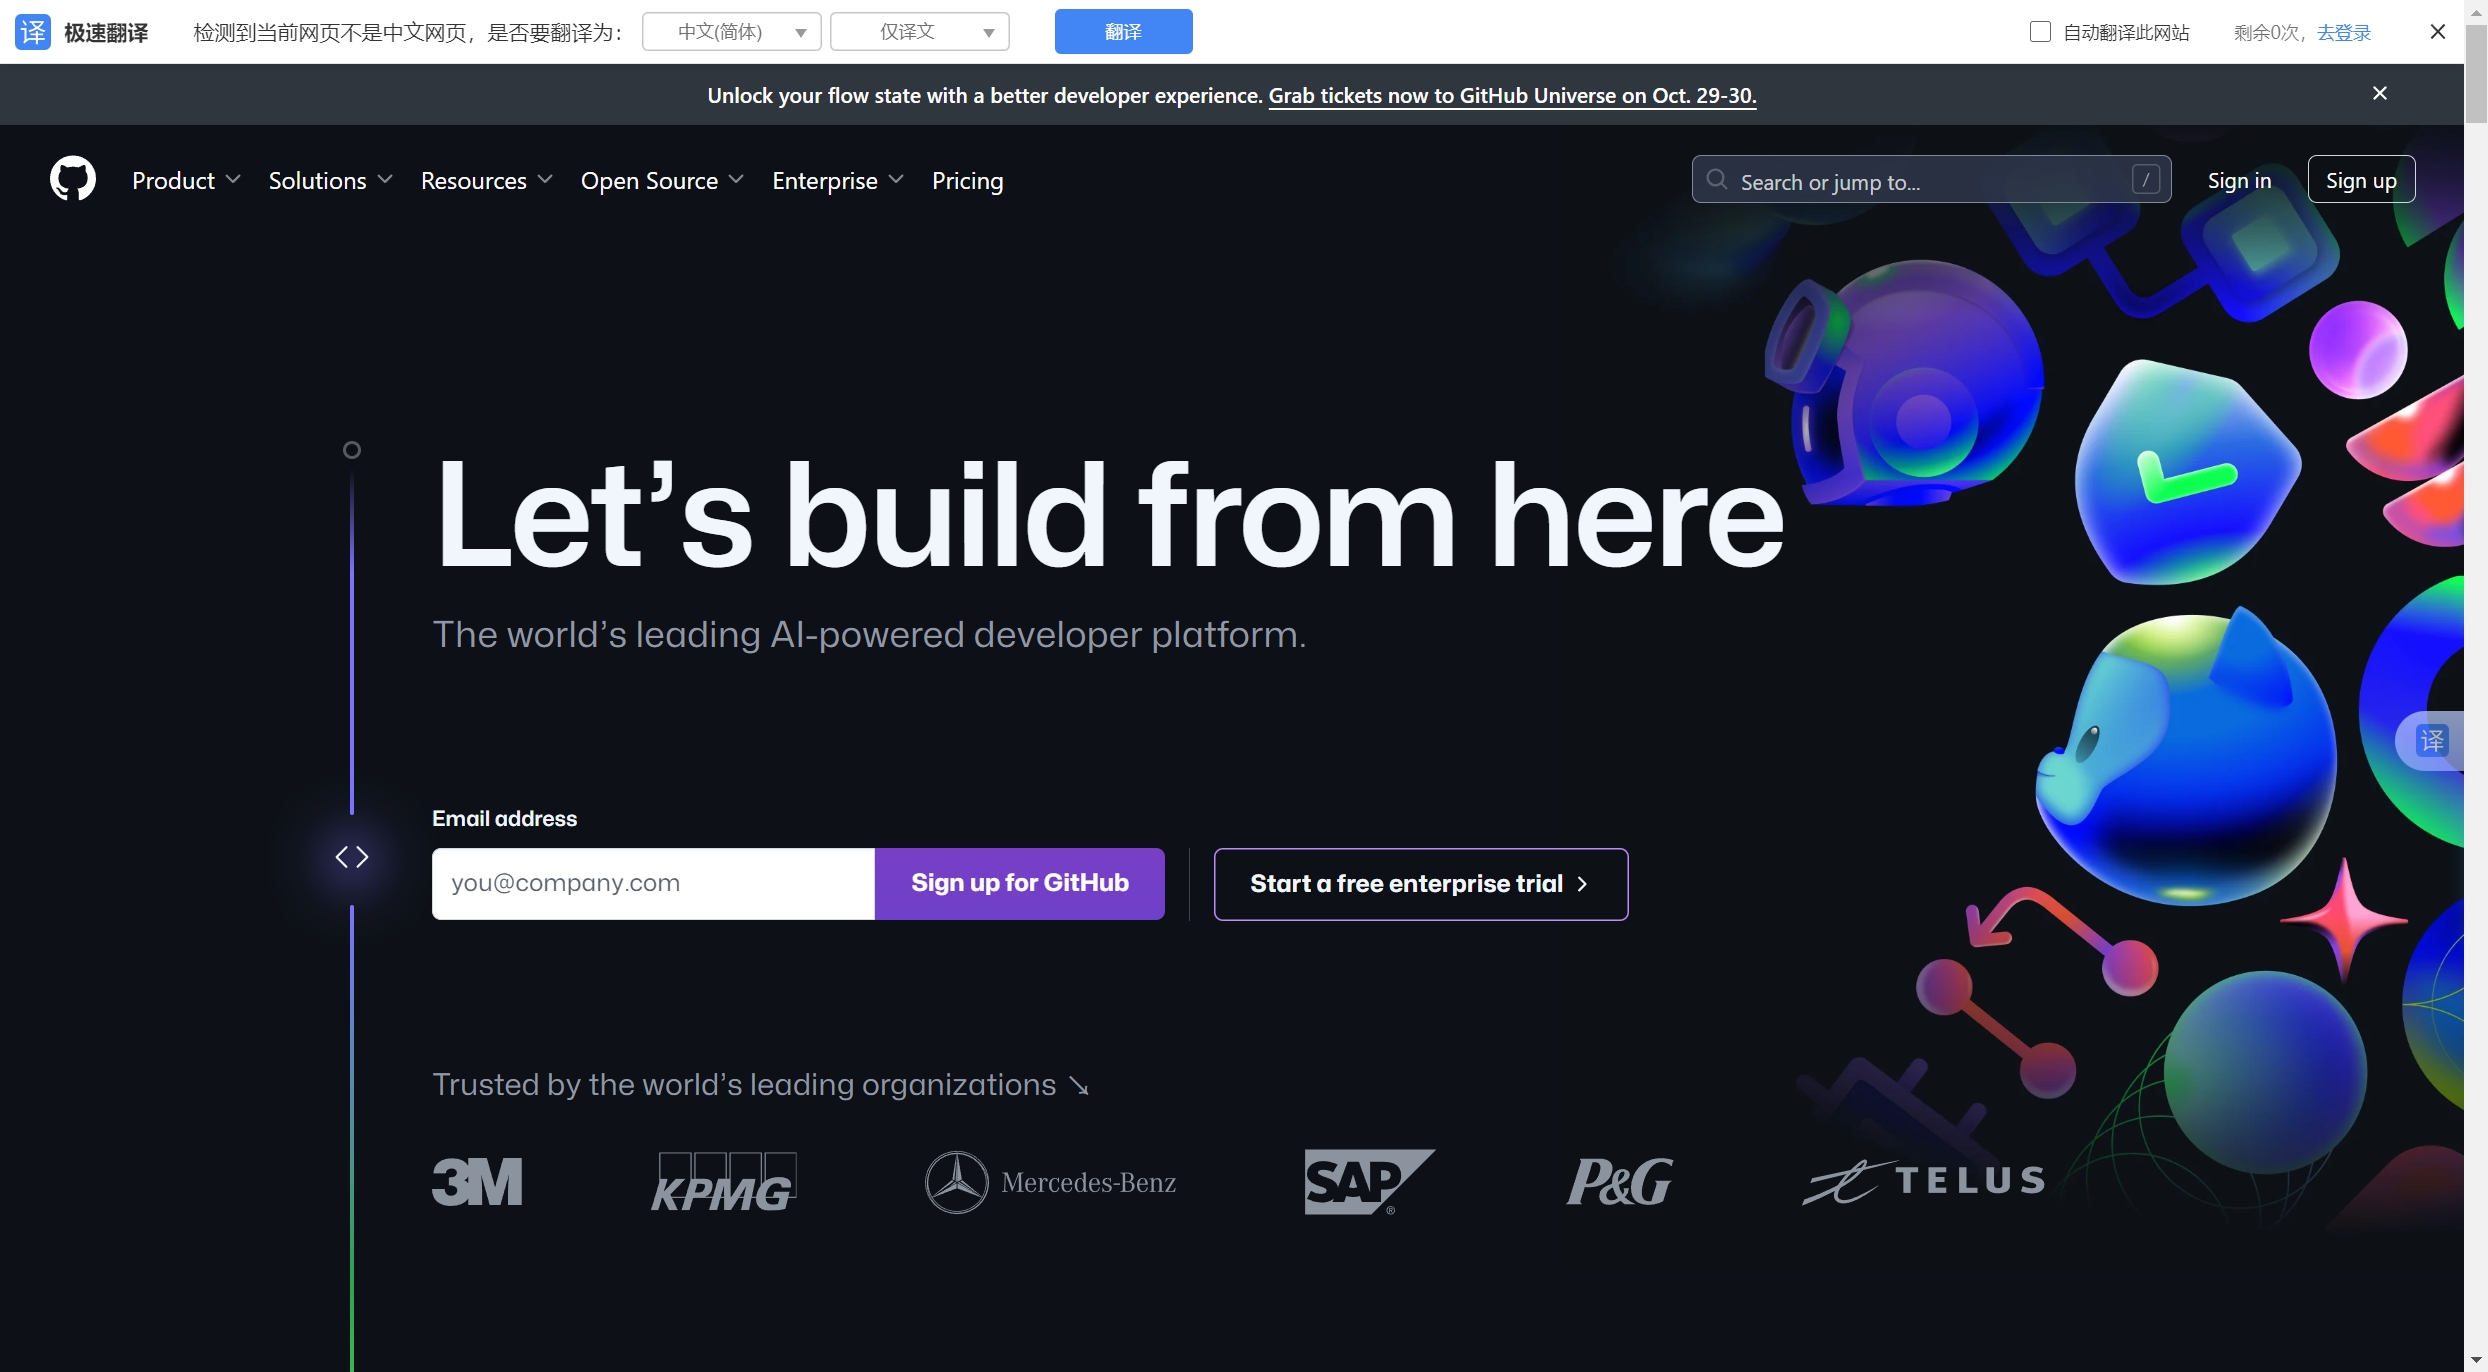 译 极速翻译 检测到当前网页不是中文网页，是否要翻译为： 中文(简体) 仅译文 翻译 自动翻译此网站 剩余0次，去登录
Unlock your flow state with a better developer experience. Grab tickets now to GitHub Universe on Oct. 29-30.
Product Solutions Resources Open Source Enterprise Pricing Search or jump to... / Sign in Sign up
Let’s build from here
The world’s leading AI-powered developer platform.
译
Email address
you@company.com Sign up for GitHub Start a free enterprise trial
Trusted by the world’s leading organizations ↘
3M KPMG Mercedes-Benz SAP® P&G TELUS